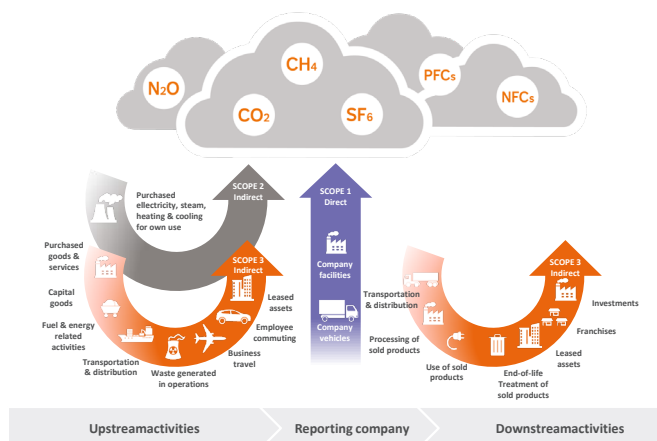 N2O
CH4
CO2
SF6
PFCs
NFCs
SCOPE 2
Indirect
Purchased
ellectricity, steam,
heating & cooling
for own use
SCOPE 1
Direct
Company
facilities
Company
vehicles
Purchased
goods &
services
Capital
goods
Fuel & energy
related
activities
Transportation
& distribution
Waste generated
in operations
Business
travel
Employee
commuting
Leased
assets
SCOPE 3
Indirect
Transportation
& distribution
Processing of
sold products
Use of sold
products
End-of-life
Treatment of
sold products
Leased
assets
Franchises
Investments
SCOPE 3
Indirect
Upstreamactivities
Reporting company
Downstreamactivities